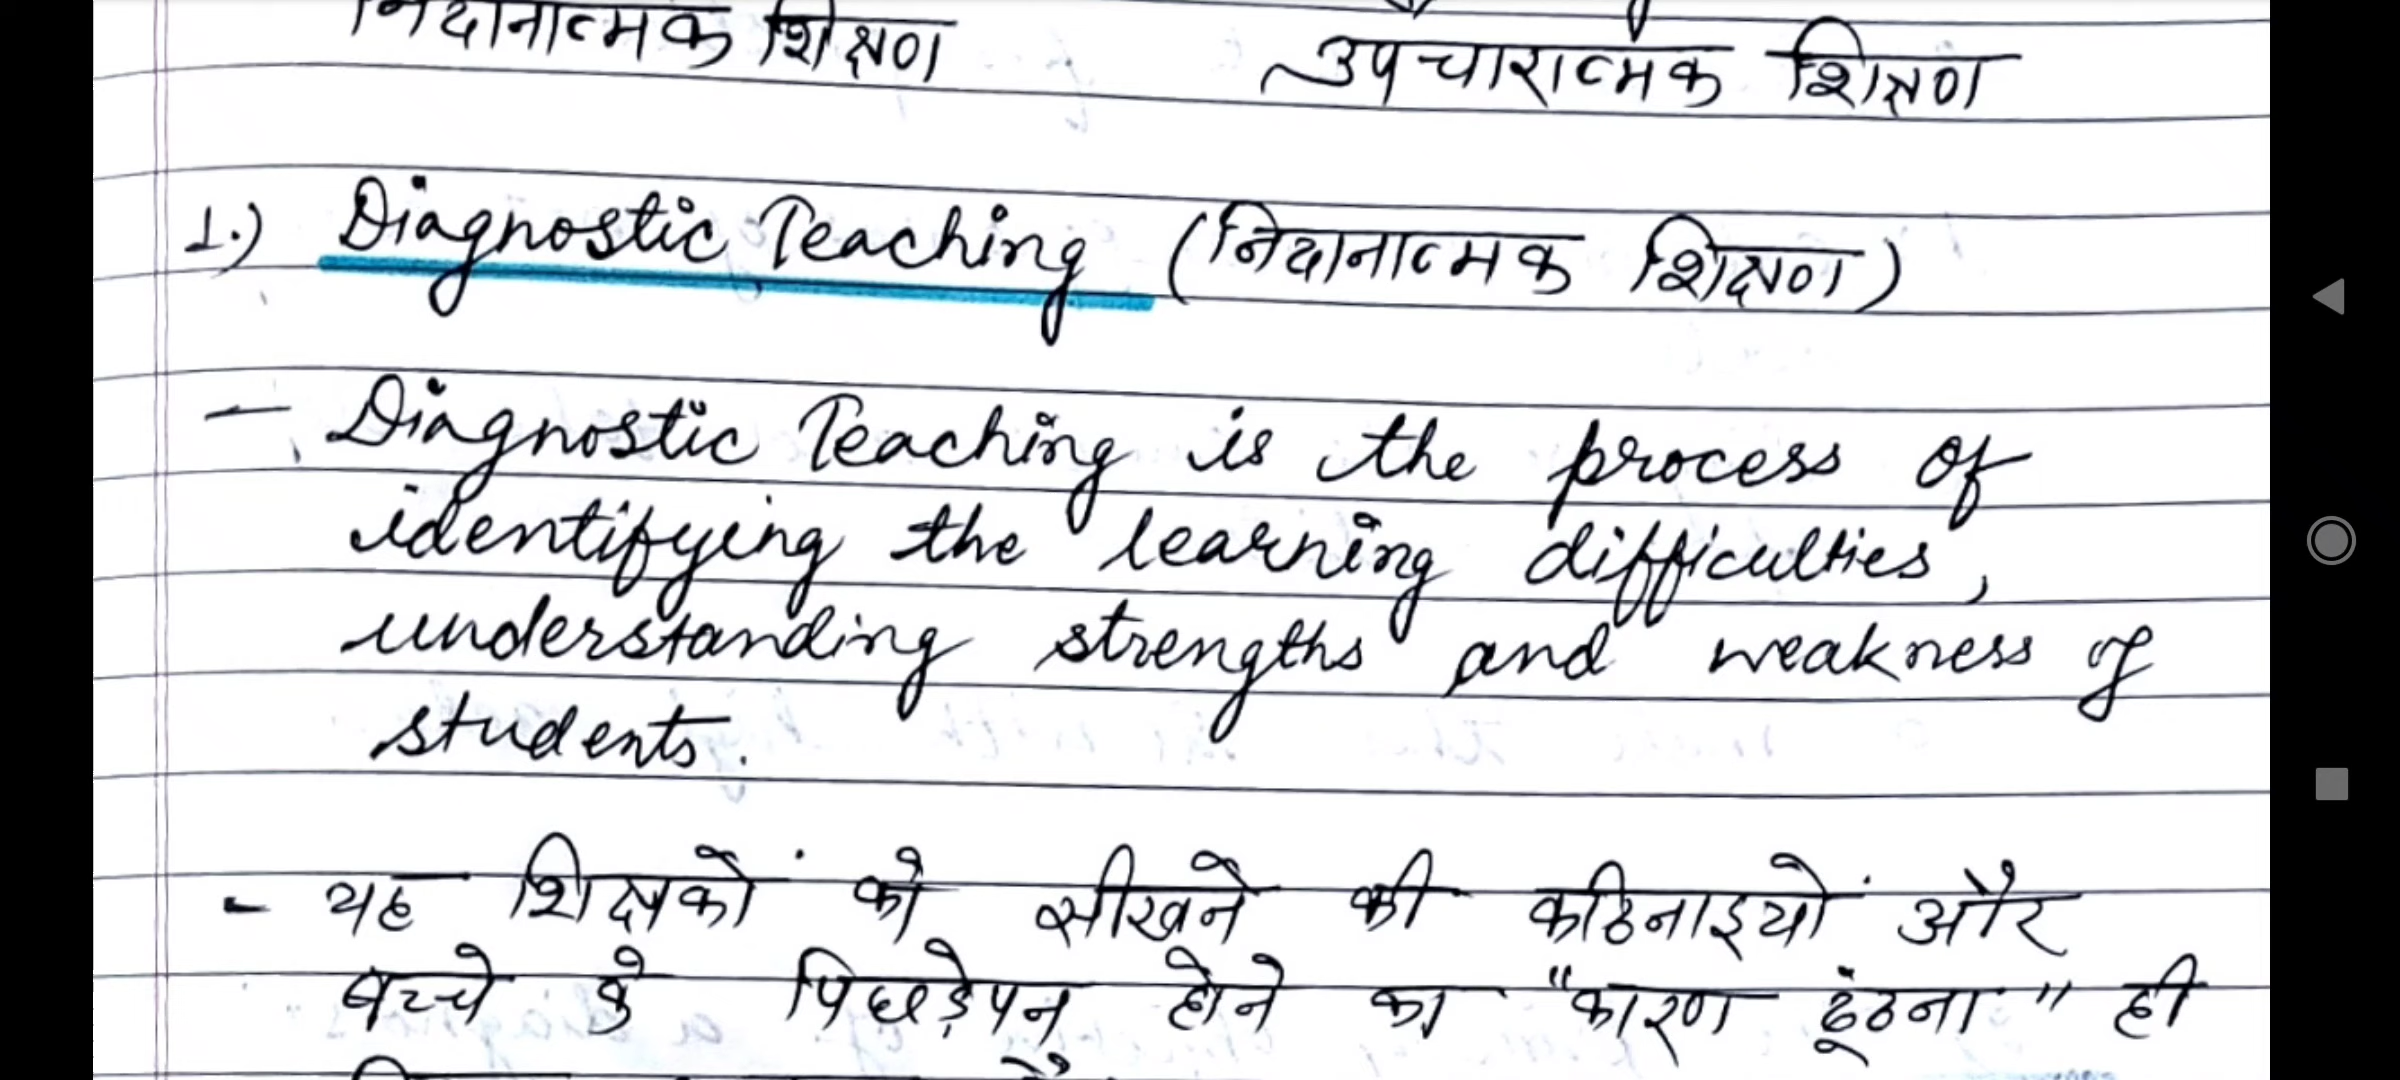 निदानात्मक शिक्षण उपचारात्मक शिक्षण
1.) Diagnostic Teaching (निदानात्मक शिक्षण)
— Diagnostic Teaching is the process of
identifying the learning difficulties,
understanding strengths and weakness of
students.
- यह शिक्षकों को सीखने की कठिनाइयों और
बच्चे के पिछड़ेपन होने का "कारण ढूंढना" ही